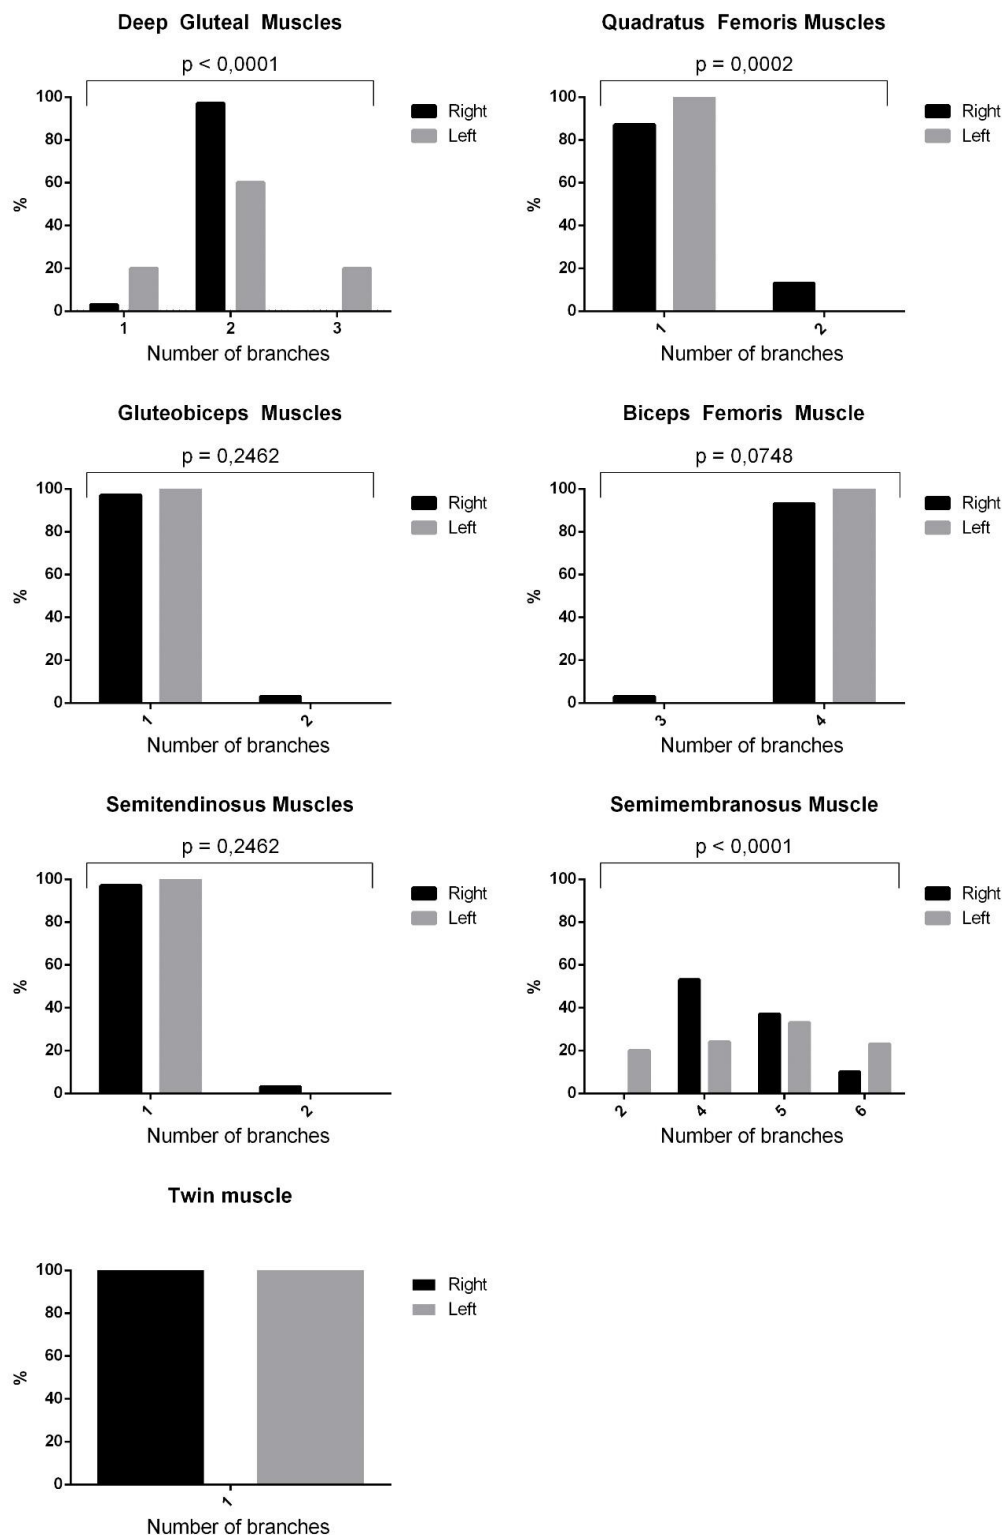 Deep Gluteal Muscles
p < 0,0001
100
80
60
40
20
0
%
1 2 3
Number of branches
Right
Left
Quadratus Femoris Muscles
p = 0,0002
100
80
60
40
20
0
%
1 2
Number of branches
Right
Left
Gluteobiceps Muscles
p = 0,2462
100
80
60
40
20
0
%
1 2
Number of branches
Right
Left
Biceps Femoris Muscle
p = 0,0748
100
80
60
40
20
0
%
3 4
Number of branches
Right
Left
Semitendinosus Muscles
p = 0,2462
100
80
60
40
20
0
%
1 2
Number of branches
Right
Left
Semimembranosus Muscle
p < 0,0001
100
80
60
40
20
0
%
2 4 5 6
Number of branches
Right
Left
Twin muscle
100
80
60
40
20
0
%
1
Number of branches
Right
Left